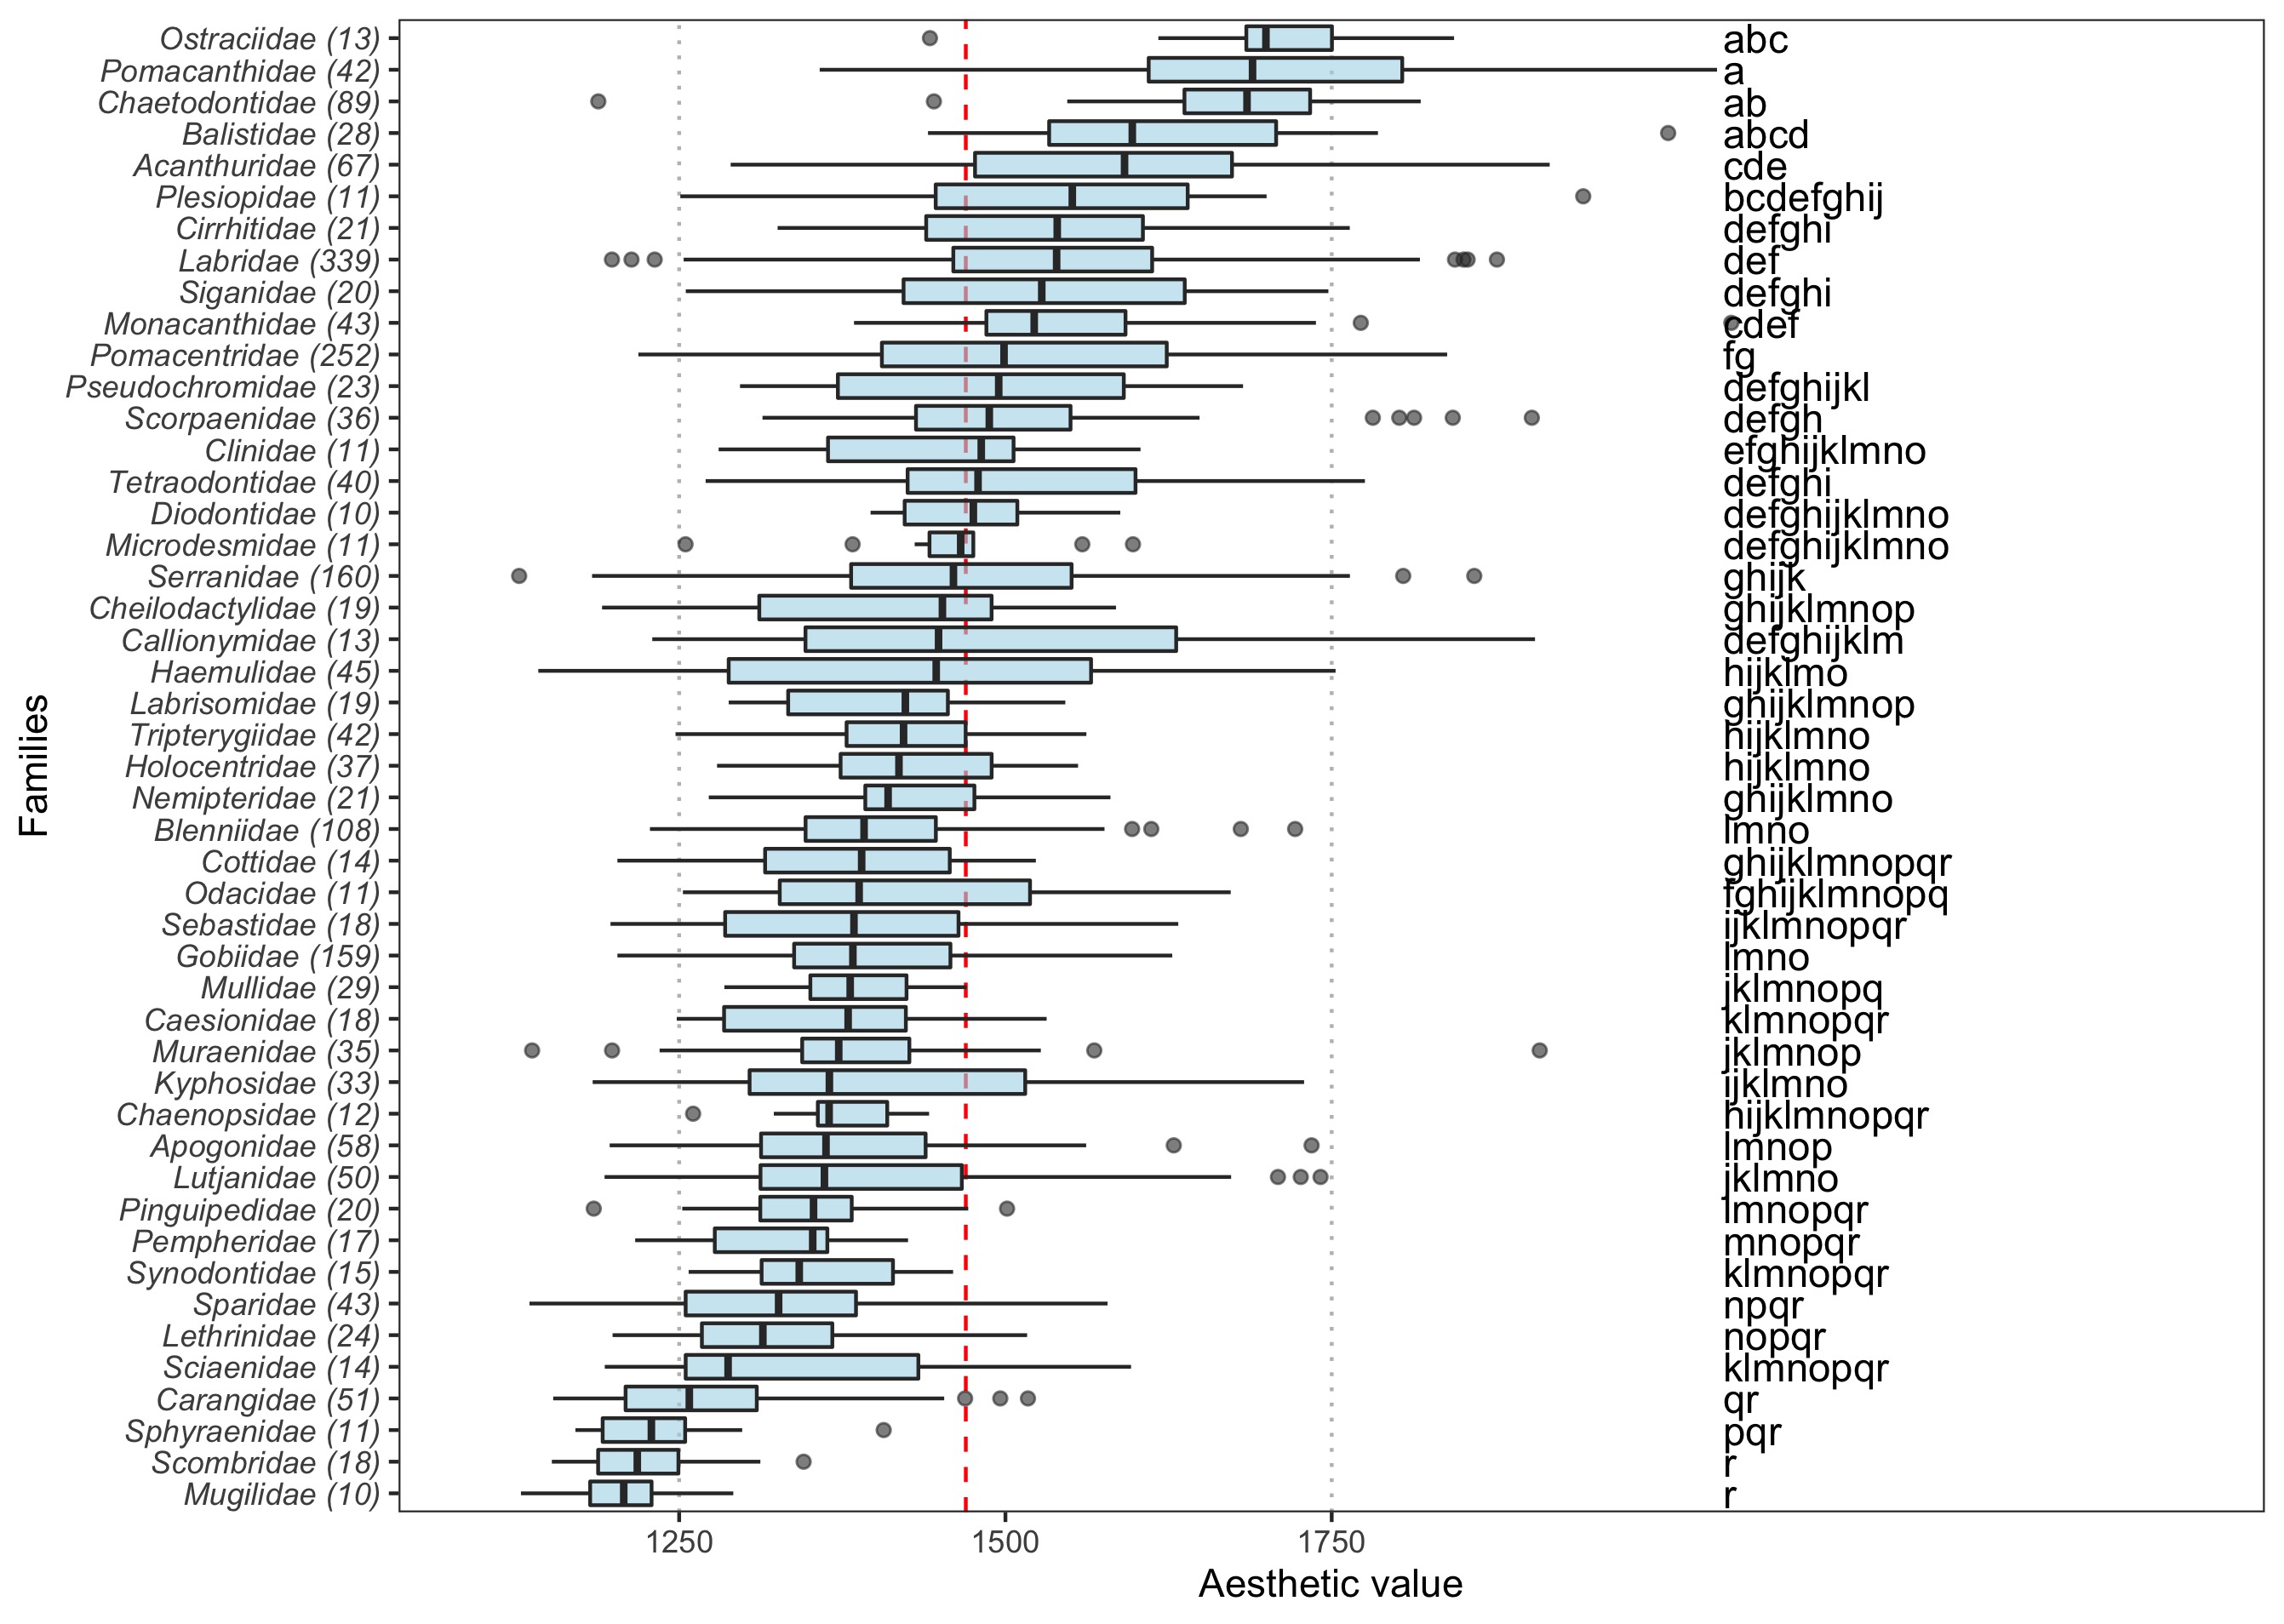 Ostraciidae (13) abc
Pomacanthidae (42) a
Chaetodontidae (89) ab
Balistidae (28) abcd
Acanthuridae (67) cde
Plesiopidae (11) bcdefghij
Cirrhitidae (21) defghi
Labridae (339) def
Siganidae (20) defghi
Monacanthidae (43) cdef
Pomacentridae (252) fg
Pseudochromidae (23) defghijkl
Scorpaenidae (36) defgh
Clinidae (11) efghijklmno
Tetraodontidae (40) defghi
Diodontidae (10) defghijklmno
Microdesmidae (11) defghijklmno
Serranidae (160) ghijk
Cheilodactylidae (19) ghijklmnop
Callionymidae (13) defghijklm
Haemulidae (45) hijklmo
Labrisomidae (19) ghijklmnop
Tripterygiidae (42) hijklmno
Holocentridae (37) hijklmno
Nemipteridae (21) ghijklmno
Blenniidae (108) lmno
Cottidae (14) ghijklmnopqr
Odacidae (11) fghijklmnopq
Sebastidae (18) ijklmnopqr
Gobiidae (159) lmno
Mullidae (29) jklmnopq
Caesionidae (18) klmnopqr
Muraenidae (35) jklmnop
Kyphosidae (33) ijklmno
Chaenopsidae (12) hijklmnopqr
Apogonidae (58) lmnop
Lutjanidae (50) jklmno
Pinguipedidae (20) lmnopqr
Pempheridae (17) mnopqr
Synodontidae (15) klmnopqr
Sparidae (43) npqr
Lethrinidae (24) nopqr
Sciaenidae (14) klmnopqr
Carangidae (51) qr
Sphyraenidae (11) pqr
Scombridae (18) r
Mugilidae (10) r
Families
1250 1500 1750
Aesthetic value